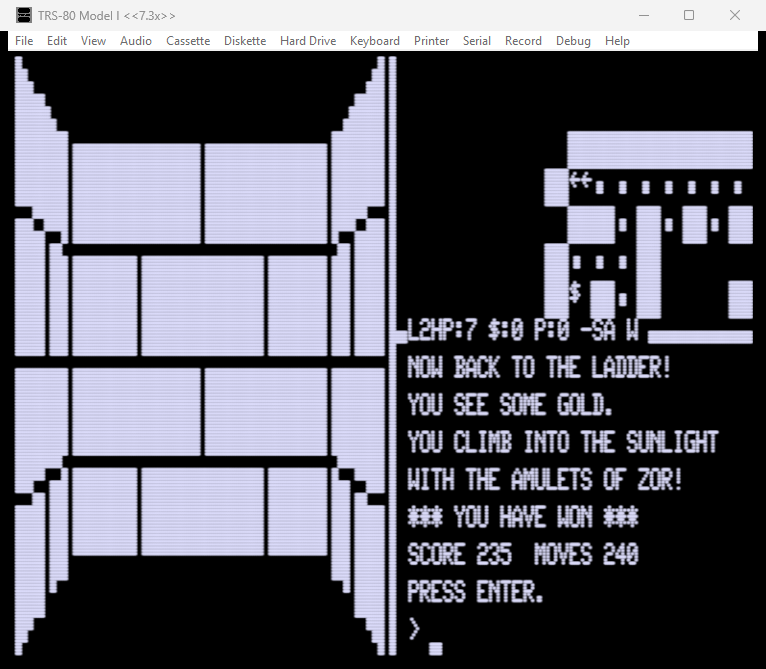 TRS-80 Model I <<7.3x>>
File Edit View Audio Cassette Diskette Hard Drive Keyboard Printer Serial Record Debug Help
←←
$
L2HP:7 $:0 P:0 -SA W
NOW BACK TO THE LADDER!
YOU SEE SOME GOLD.
YOU CLIMB INTO THE SUNLIGHT
WITH THE AMULETS OF ZOR!
*** YOU HAVE WON ***
SCORE 235  MOVES 240
PRESS ENTER.
>